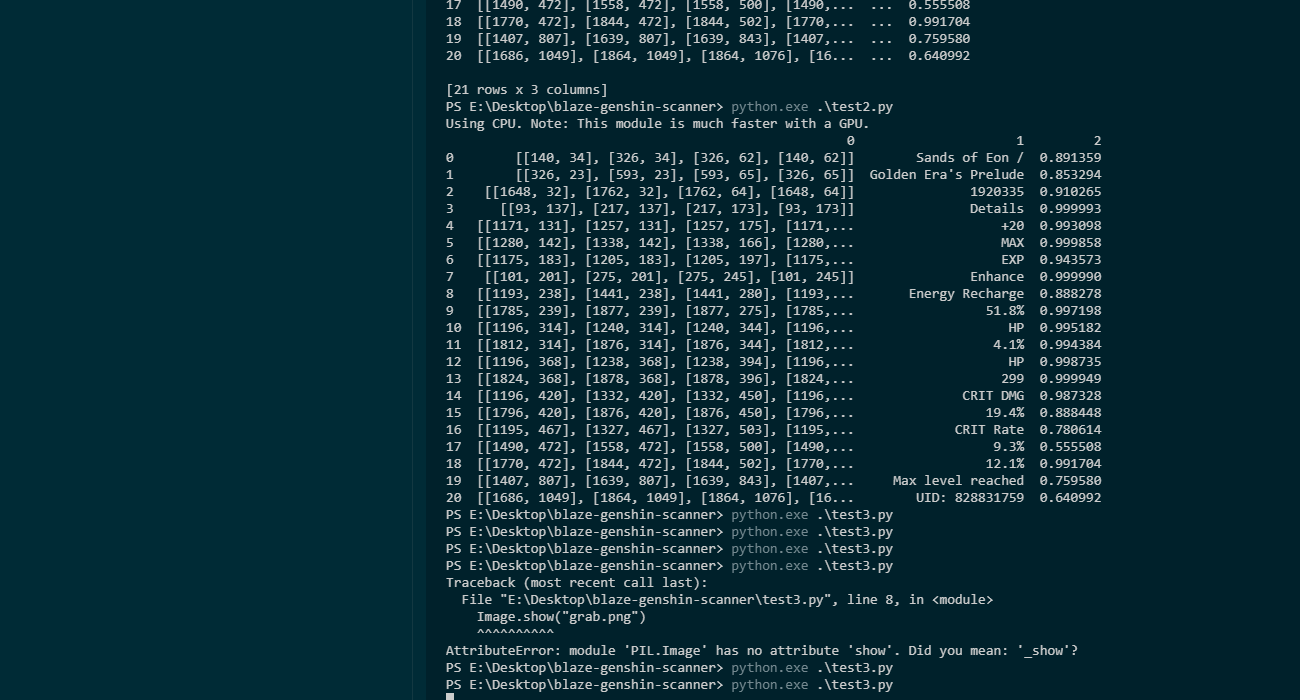 17  [[1490, 472], [1558, 472], [1558, 500], [1490,...  ...  0.555508
18  [[1770, 472], [1844, 472], [1844, 502], [1770,...  ...  0.991704
19  [[1407, 807], [1639, 807], [1639, 843], [1407,...  ...  0.759580
20  [[1686, 1049], [1864, 1049], [1864, 1076], [16...  ...  0.640992
[21 rows x 3 columns]
PS E:\Desktop\blaze-genshin-scanner> python.exe .\test2.py
Using CPU. Note: This module is much faster with a GPU.
0 1 2
0 [[140, 34], [326, 34], [326, 62], [140, 62]] Sands of Eon / 0.891359
1 [[326, 23], [593, 23], [593, 65], [326, 65]] Golden Era's Prelude 0.853294
2 [[1648, 32], [1762, 32], [1762, 64], [1648, 64]] 1920335 0.910265
3 [[93, 137], [217, 137], [217, 173], [93, 173]] Details 0.999993
4 [[1171, 131], [1257, 131], [1257, 175], [1171,... +20 0.993098
5 [[1280, 142], [1338, 142], [1338, 166], [1280,... MAX 0.999858
6 [[1175, 183], [1205, 183], [1205, 197], [1175,... EXP 0.943573
7 [[101, 201], [275, 201], [275, 245], [101, 245]] Enhance 0.999990
8 [[1193, 238], [1441, 238], [1441, 280], [1193,... Energy Recharge 0.888278
9 [[1785, 239], [1877, 239], [1877, 275], [1785,... 51.8% 0.997198
10 [[1196, 314], [1240, 314], [1240, 344], [1196,... HP 0.995182
11 [[1812, 314], [1876, 314], [1876, 344], [1812,... 4.1% 0.994384
12 [[1196, 368], [1238, 368], [1238, 394], [1196,... HP 0.998735
13 [[1824, 368], [1878, 368], [1878, 396], [1824,... 299 0.999949
14 [[1196, 420], [1332, 420], [1332, 450], [1196,... CRIT DMG 0.987328
15 [[1796, 420], [1876, 420], [1876, 450], [1796,... 19.4% 0.888448
16 [[1195, 467], [1327, 467], [1327, 503], [1195,... CRIT Rate 0.780614
17 [[1490, 472], [1558, 472], [1558, 500], [1490,... 9.3% 0.555508
18 [[1770, 472], [1844, 472], [1844, 502], [1770,... 12.1% 0.991704
19 [[1407, 807], [1639, 807], [1639, 843], [1407,... Max level reached 0.759580
20 [[1686, 1049], [1864, 1049], [1864, 1076], [16... UID: 828831759 0.640992
PS E:\Desktop\blaze-genshin-scanner> python.exe .\test3.py
PS E:\Desktop\blaze-genshin-scanner> python.exe .\test3.py
PS E:\Desktop\blaze-genshin-scanner> python.exe .\test3.py
PS E:\Desktop\blaze-genshin-scanner> python.exe .\test3.py
Traceback (most recent call last):
File "E:\Desktop\blaze-genshin-scanner\test3.py", line 8, in <module>
Image.show("grab.png")
^^^^^^^^^^
AttributeError: module 'PIL.Image' has no attribute 'show'. Did you mean: '_show'?
PS E:\Desktop\blaze-genshin-scanner> python.exe .\test3.py
PS E:\Desktop\blaze-genshin-scanner> python.exe .\test3.py